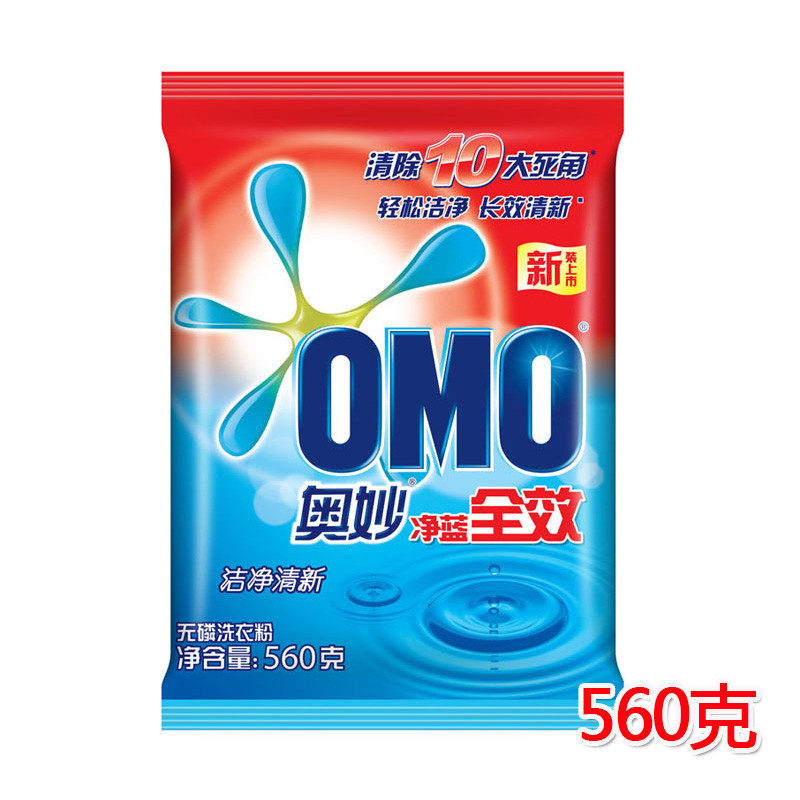 清除10大死角*
轻松洁净 长效清新*
新装上市
OMO®
奥妙® 净蓝全效
洁净清新
无磷洗衣粉
净含量:560克
560克